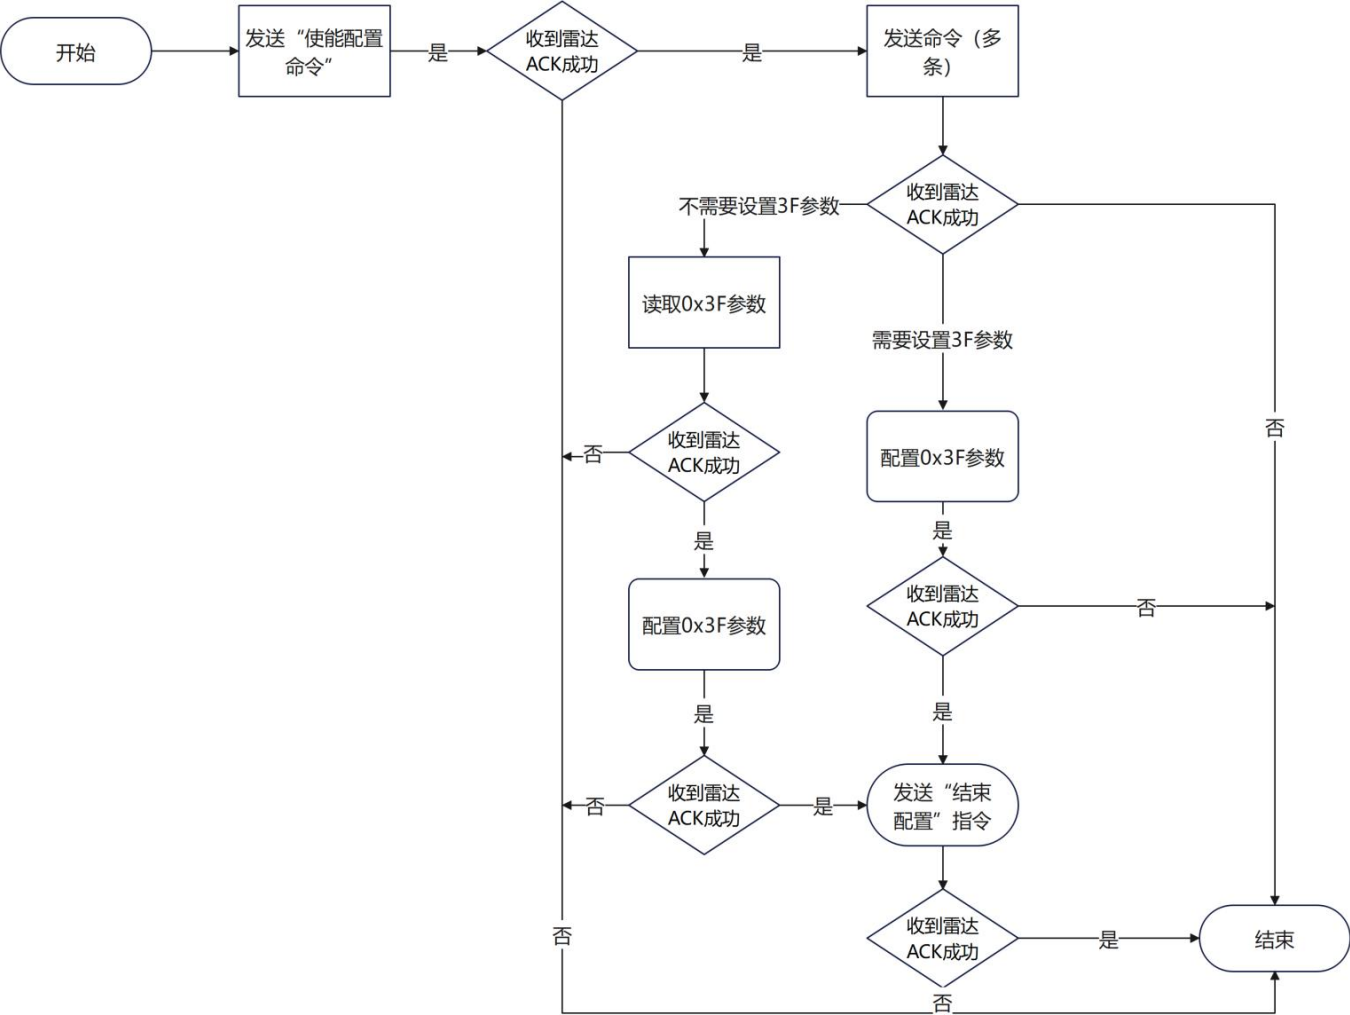 开始
发送“使能配置
命令“
是
收到雷达
ACK成功
是
发送命令（多
条）
收到雷达
ACK成功
不需要设置3F参数
读取0x3F参数
需要设置3F参数
否
收到雷达
ACK成功
否
配置0x3F参数
是
是
收到雷达
ACK成功
否
配置0x3F参数
是
是
收到雷达
ACK成功
否
是
发送“结束
配置”指令
收到雷达
ACK成功
是
结束
否
否